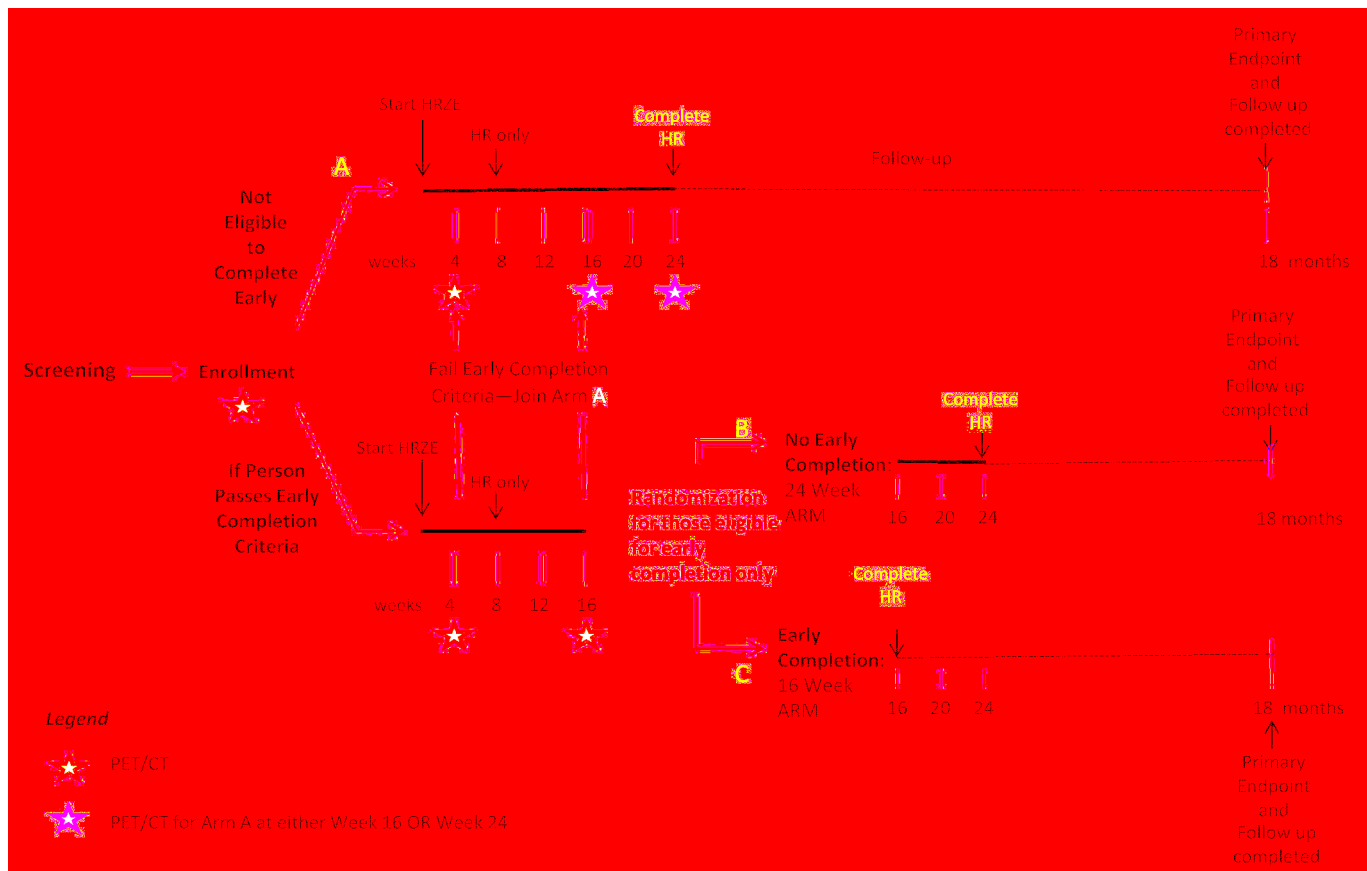 Primary
Endpoint
and
Follow up
completed
Start HRZE
HR only
Complete
HR
Follow-up
A
Not
Eligible
to
Complete
Early
weeks 4 8 12 16 20 24
18 months
Screening
Enrollment
Fail Early Completion
Criteria—Join Arm A
Primary
Endpoint
and
Follow up
completed
If Person
Passes Early
Completion
Criteria
Start HRZE
HR only
weeks 4 8 12 16
Randomization
for those eligible
for early
completion only
B
No Early
Completion:
24 Week
ARM
Complete
HR
16 20 24
18 months
C
Early
Completion:
16 Week
ARM
Complete
HR
16 20 24
18 months
Primary
Endpoint
and
Follow up
completed
Legend
PET/CT
PET/CT for Arm A at either Week 16 OR Week 24